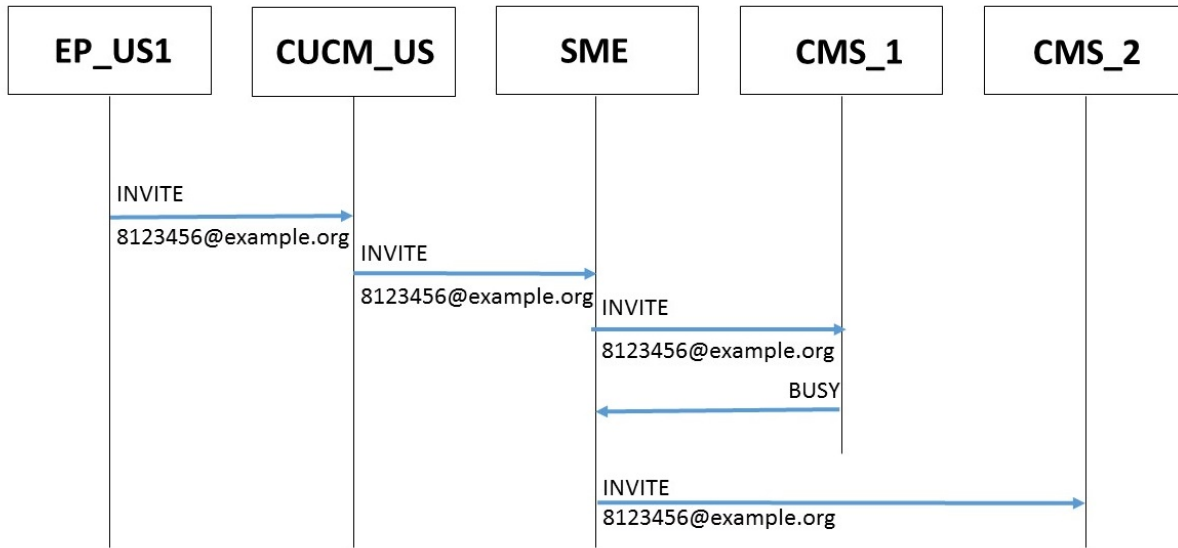 EP_US1
CUCM_US
SME
CMS_1
CMS_2
INVITE
8123456@example.org
INVITE
8123456@example.org
INVITE
8123456@example.org
BUSY
INVITE
8123456@example.org